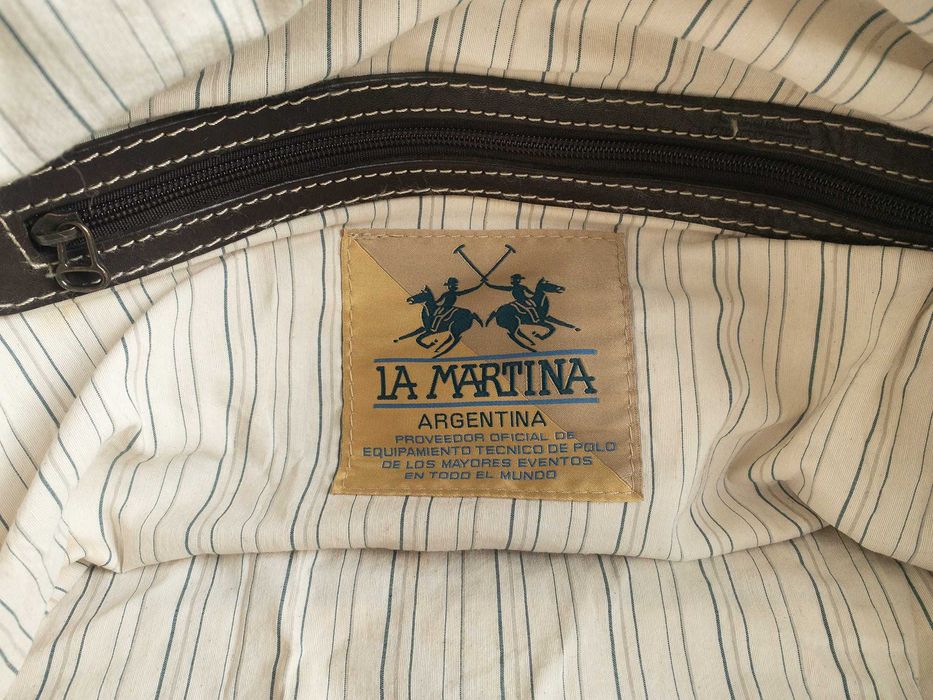 LA MARTINA
ARGENTINA
PROVEEDOR OFICIAL DE
EQUIPAMIENTO TECNICO DE POLO
DE LOS MAYORES EVENTOS
EN TODO EL MUNDO